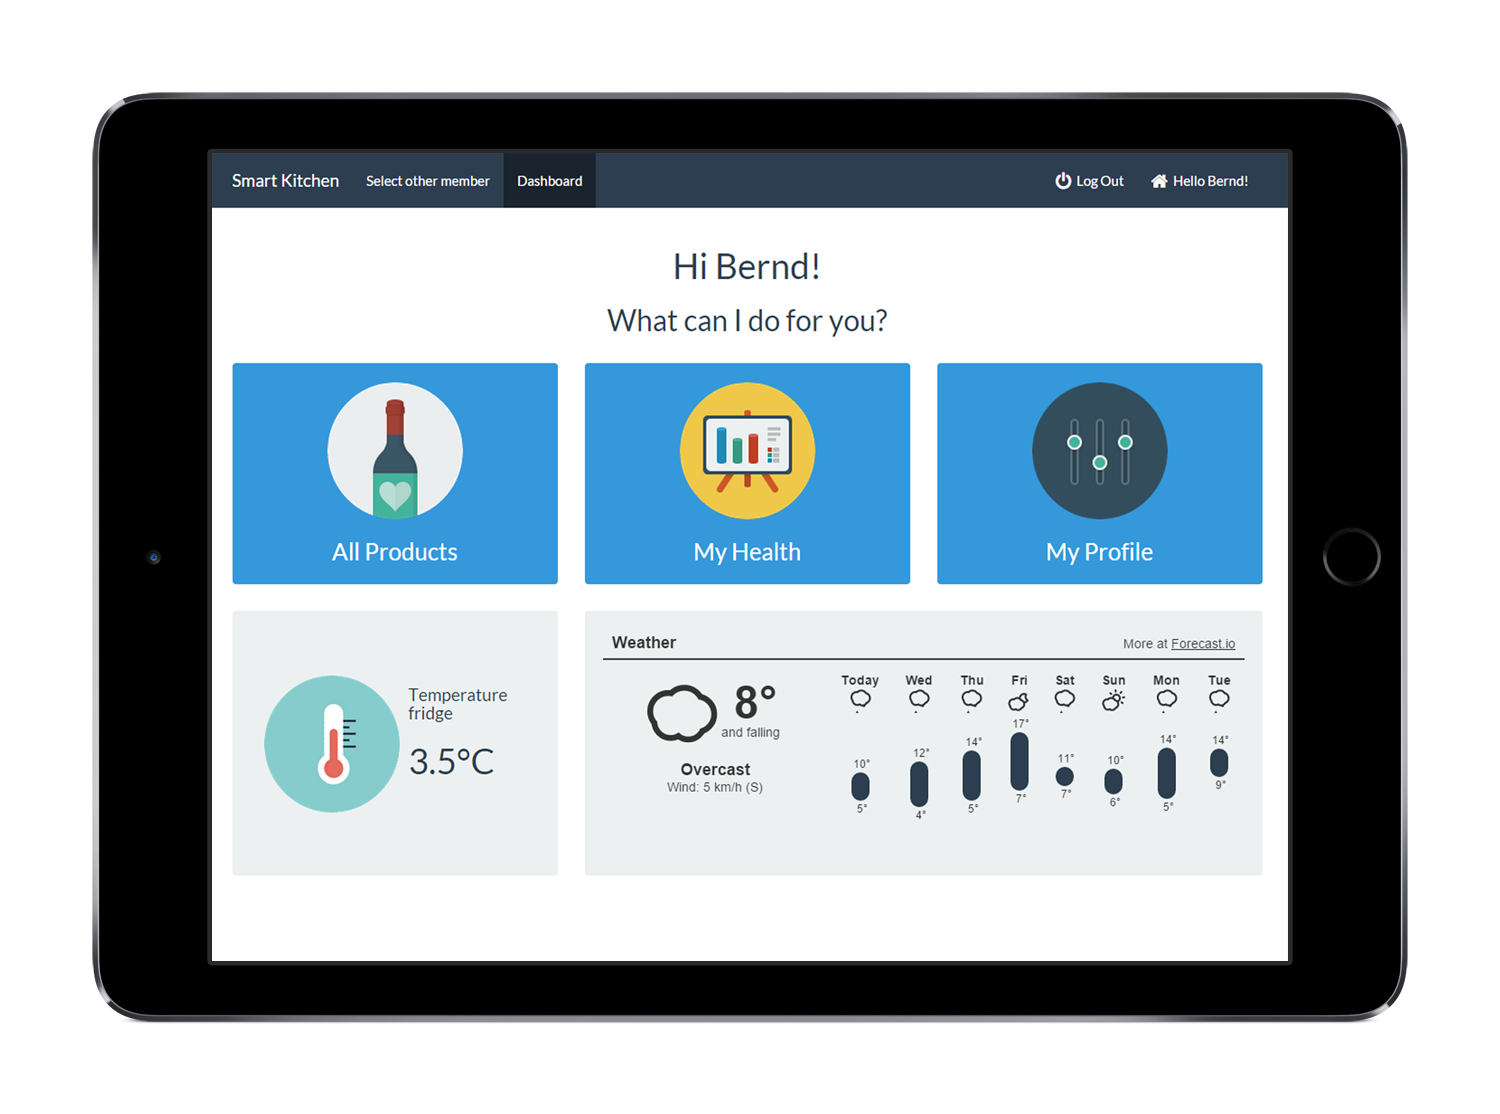 Smart Kitchen Select other member Dashboard Log Out Hello Bernd!
Hi Bernd!
What can I do for you?
All Products
My Health
My Profile
Temperature
fridge
3.5°C
Weather
More at Forecast.io
8°
and falling
Overcast
Wind: 5 km/h (S)
Today Wed Thu Fri Sat Sun Mon Tue
10° 12° 14° 17° 11° 10° 14° 14°
5° 4° 5° 7° 7° 6° 5° 9°